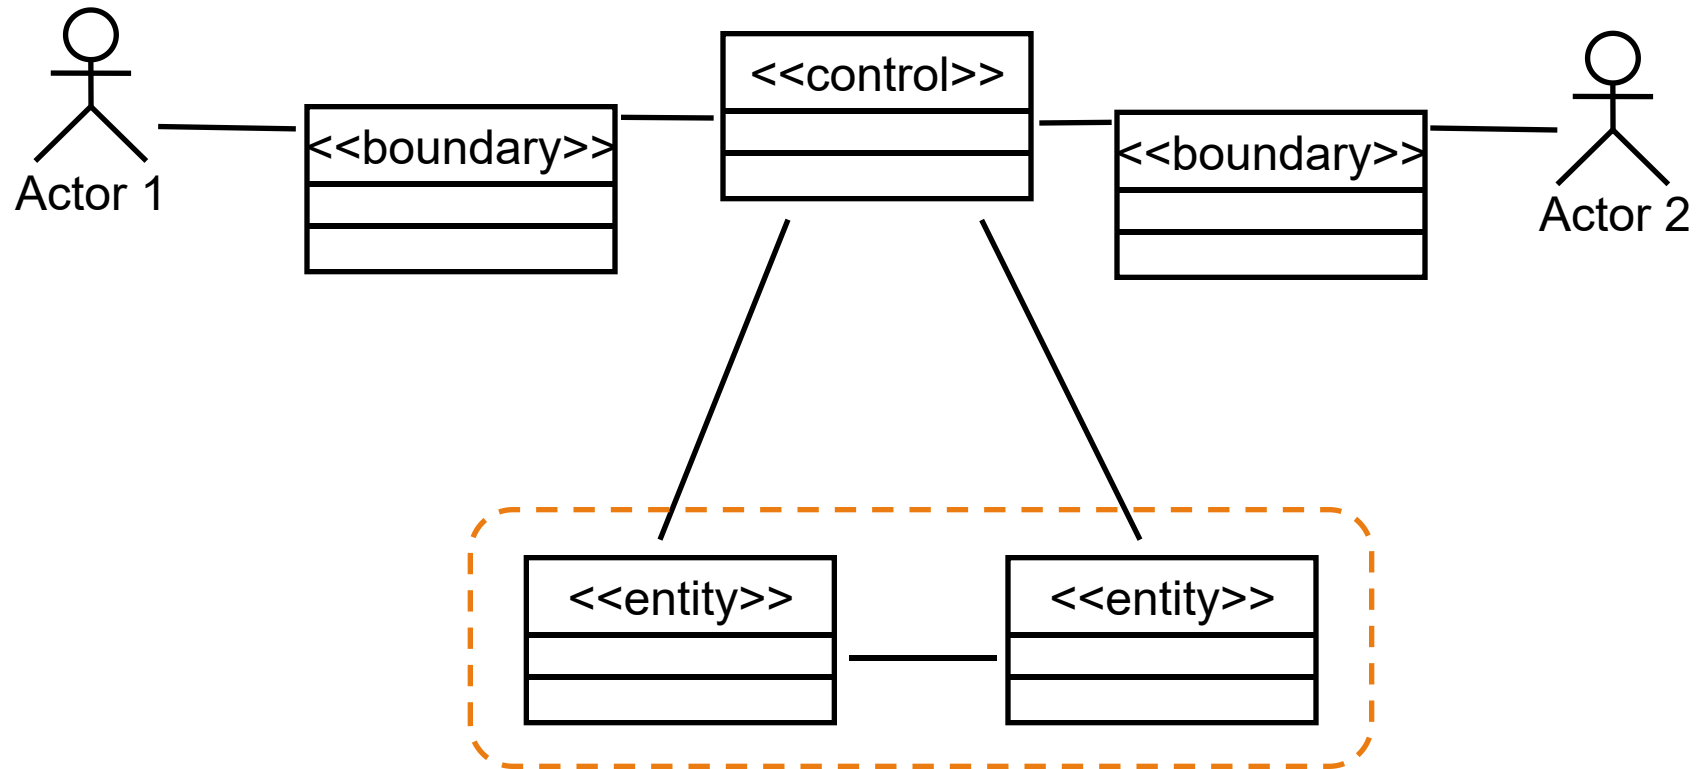 <<control>>
<<boundary>>
<<boundary>>
Actor 1
Actor 2
<<entity>>
<<entity>>